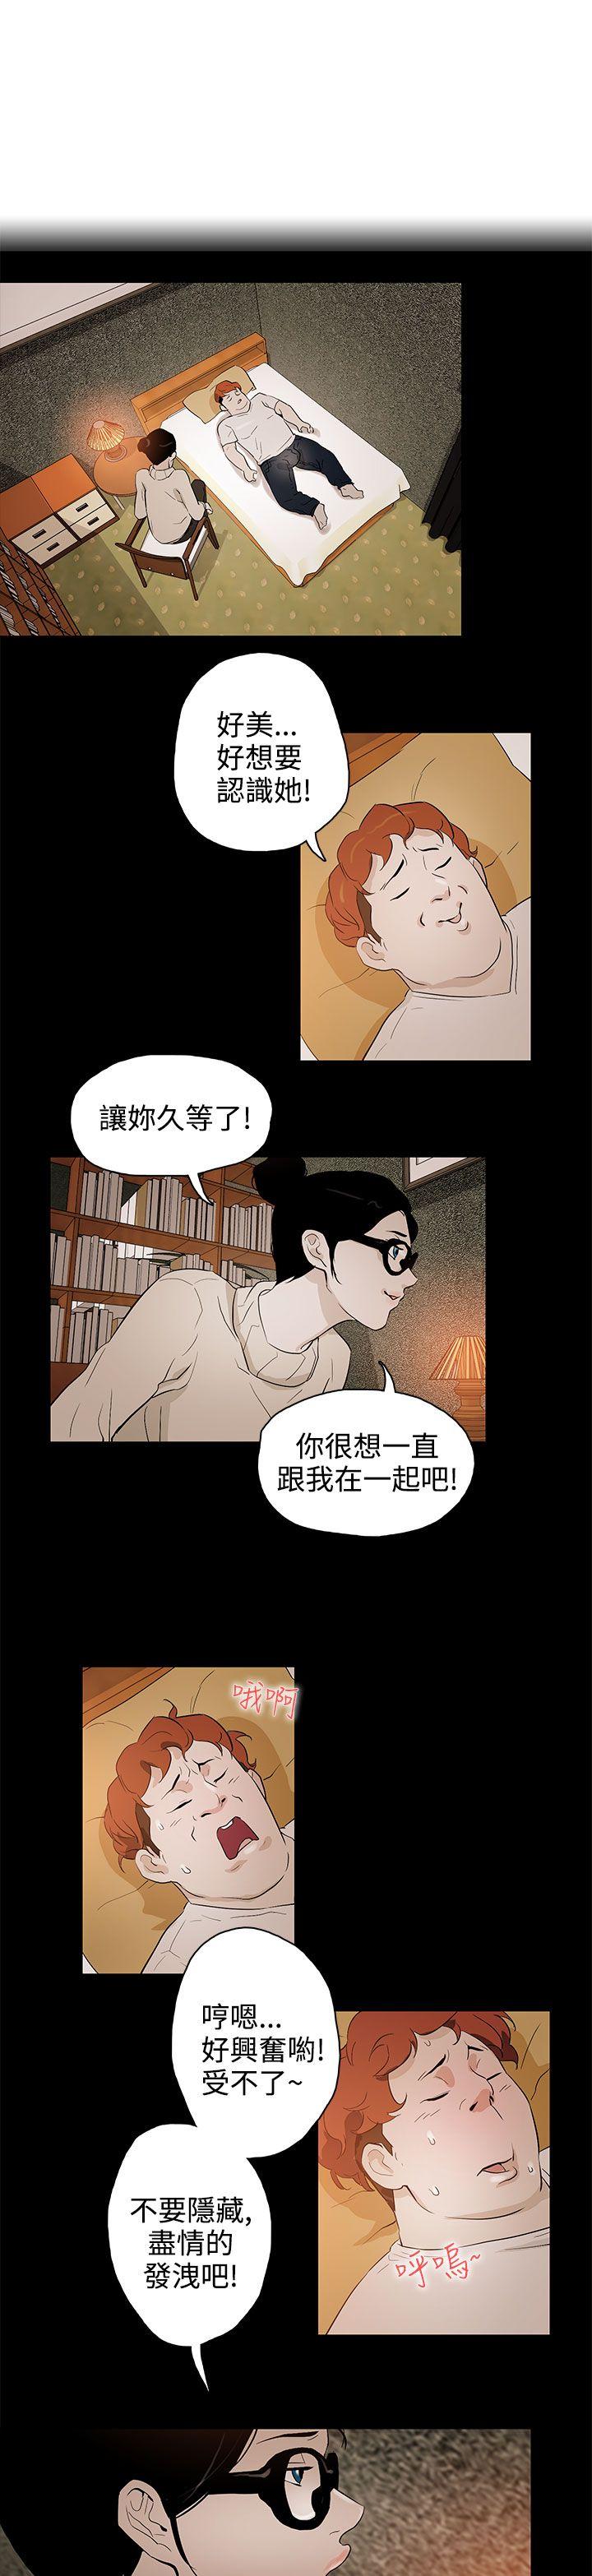 好美...
好想要
認識她!
讓妳久等了!
你很想一直
跟我在一起吧!
哦啊
哼嗯...
好興奮喲!
受不了~
不要隱藏,
盡情的
發洩吧!
呼嗚~